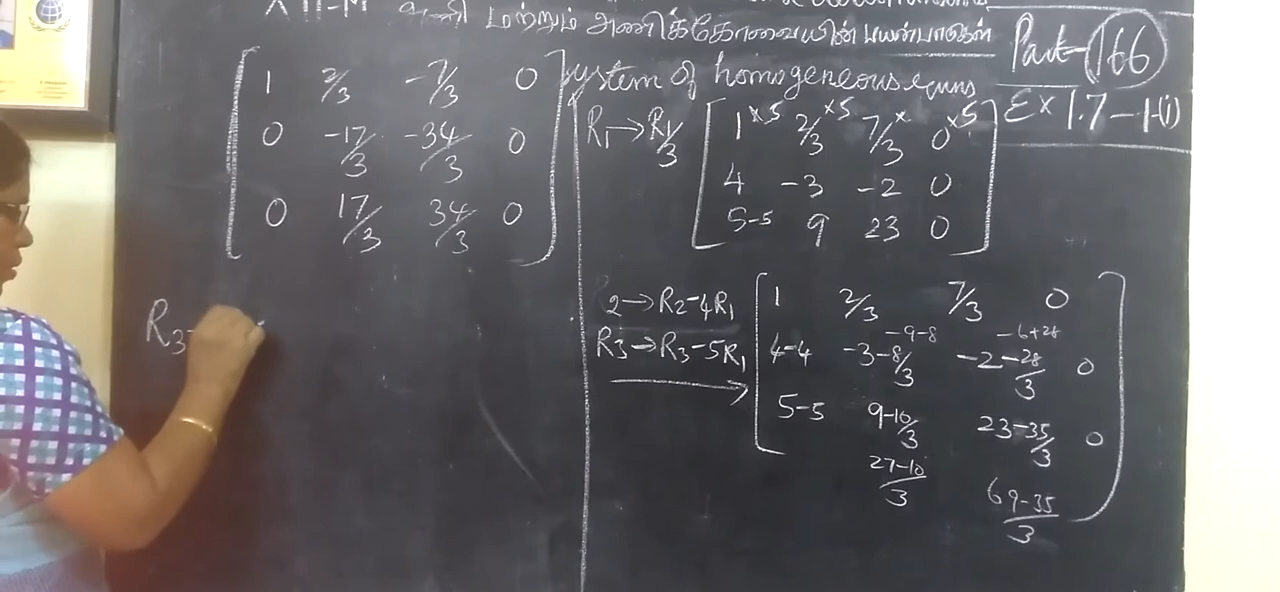 XII-M அணி மற்றும் அணிக்கோவையின் பயன்பாடுகள்
System of homogeneous equns
Part-166
Ex 1.7-1-(i)
1 2/3 -7/3 0
0 -17/3 -34/3 0
0 17/3 34/3 0
R3-
R1→R1/3
1×5 2/3×5 7/3× 0×5
4 -3 -2 0
5-5 9 23 0
R2→R2-4R1
R3→R3-5R1
1 2/3 7/3 0
-9-8 -6+28
4-4 -3-8/3 -2-28/3 0
5-5 9-10/3 23-35/3 0
27-10/3
69-35/3